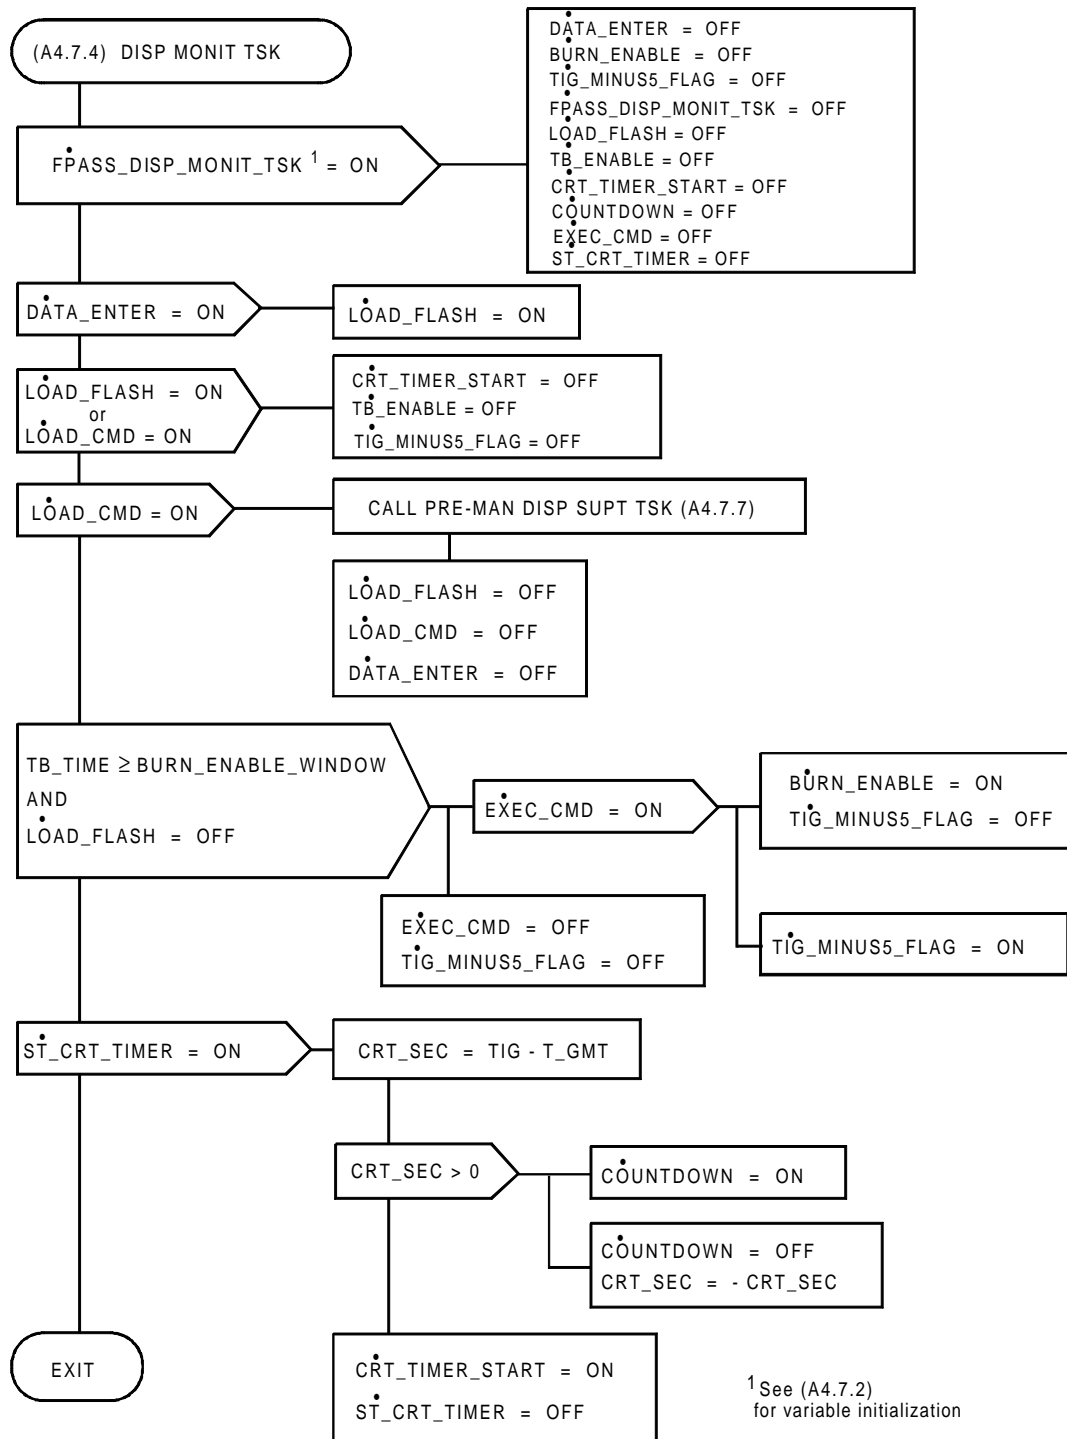 (A4.7.4) DISP MONIT TSK
FPASS_DISP_MONIT_TSK 1 = ON
DATA_ENTER = OFF
BURN_ENABLE = OFF
TIG_MINUS5_FLAG = OFF
FPASS_DISP_MONIT_TSK = OFF
LOAD_FLASH = OFF
TB_ENABLE = OFF
CRT_TIMER_START = OFF
COUNTDOWN = OFF
EXEC_CMD = OFF
ST_CRT_TIMER = OFF
DATA_ENTER = ON
LOAD_FLASH = ON
LOAD_FLASH = ON
or
LOAD_CMD = ON
CRT_TIMER_START = OFF
TB_ENABLE = OFF
TIG_MINUS5_FLAG = OFF
LOAD_CMD = ON
CALL PRE-MAN DISP SUPT TSK (A4.7.7)
LOAD_FLASH = OFF
LOAD_CMD = OFF
DATA_ENTER = OFF
TB_TIME ≥ BURN_ENABLE_WINDOW
AND
LOAD_FLASH = OFF
EXEC_CMD = ON
BURN_ENABLE = ON
TIG_MINUS5_FLAG = OFF
TIG_MINUS5_FLAG = ON
EXEC_CMD = OFF
TIG_MINUS5_FLAG = OFF
ST_CRT_TIMER = ON
CRT_SEC = TIG - T_GMT
CRT_SEC > 0
COUNTDOWN = ON
COUNTDOWN = OFF
CRT_SEC = - CRT_SEC
CRT_TIMER_START = ON
ST_CRT_TIMER = OFF
EXIT
1 See (A4.7.2)
for variable initialization